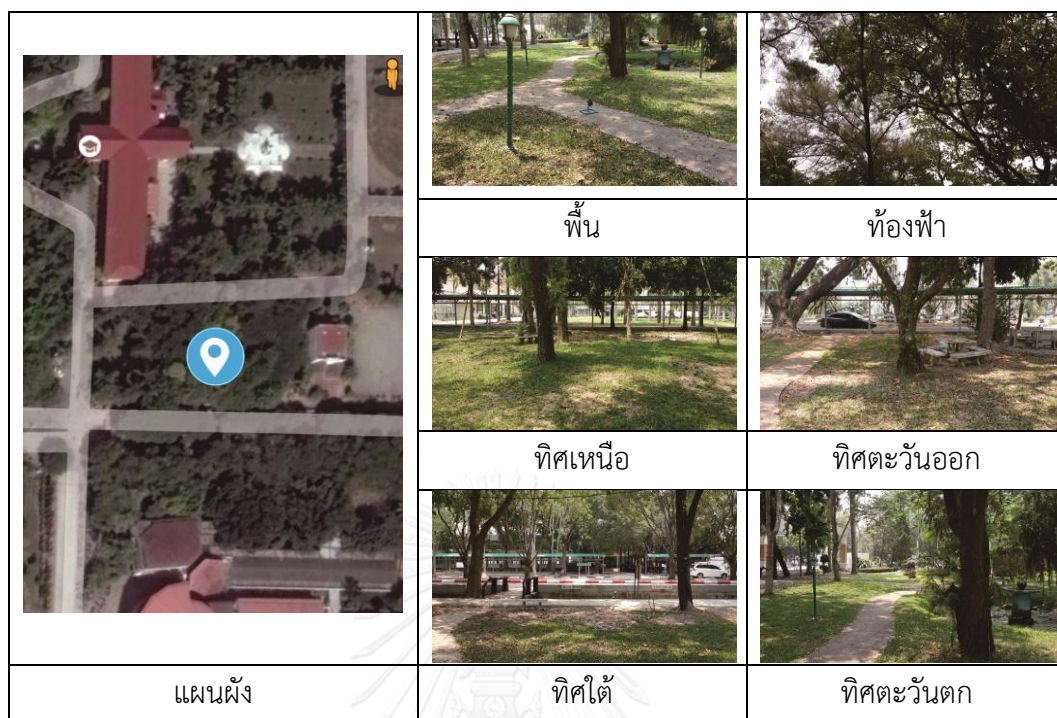 พื้น
ท้องฟ้า
ทิศเหนือ
ทิศตะวันออก
แผนผัง
ทิศใต้
ทิศตะวันตก